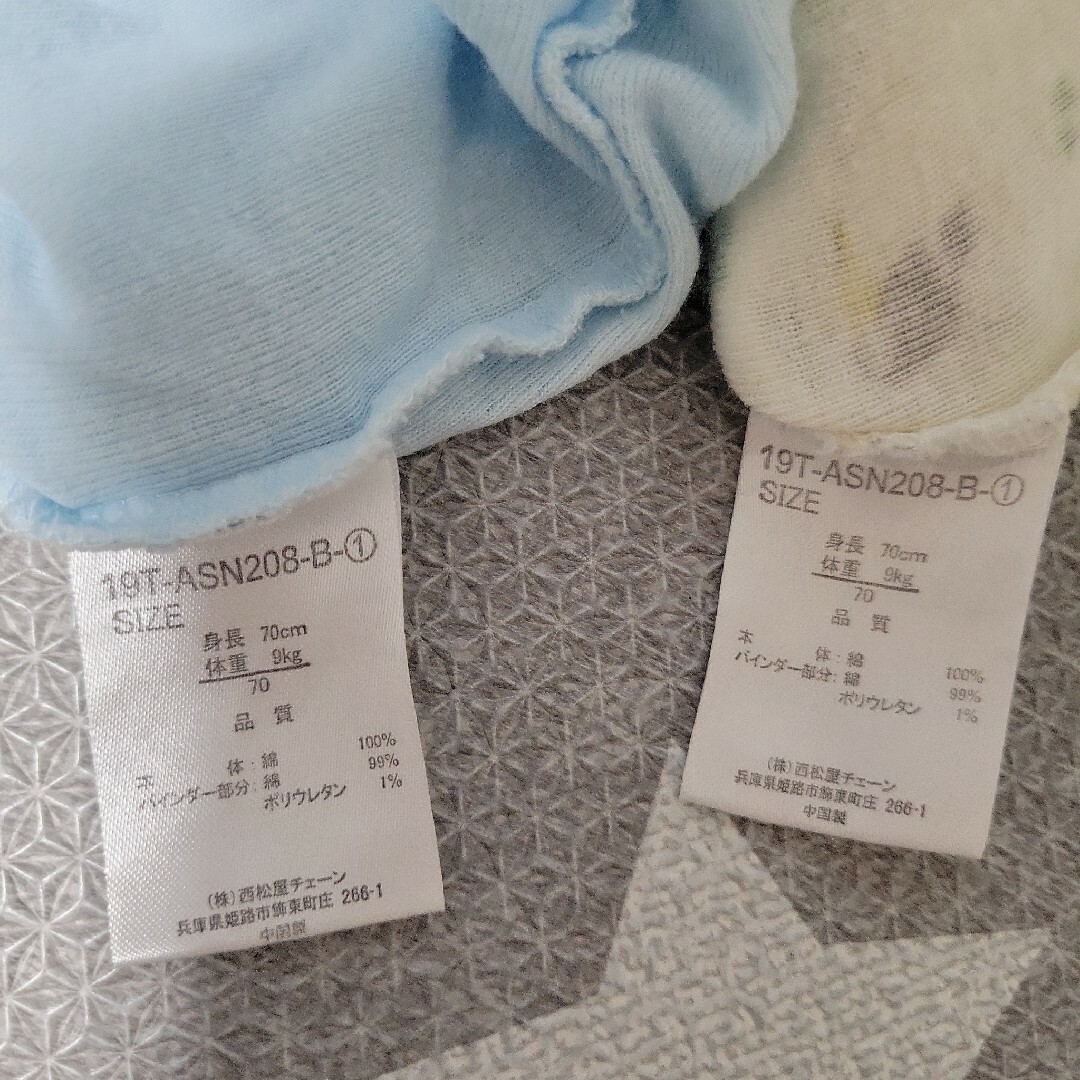 19T-ASN208-B-①
SIZE
身長 70cm
体重 9kg
70
品質
本体:綿 100%
バインダー部分:綿 99%
ポリウレタン 1%
(株)西松屋チェーン
兵庫県姫路市飾東町庄 266-1
中国製
19T-ASN208-B-①
SIZE
身長 70cm
体重 9kg
70
品質
本体:綿 100%
バインダー部分:綿 99%
ポリウレタン 1%
(株)西松屋チェーン
兵庫県姫路市飾東町庄 266-1
中国製